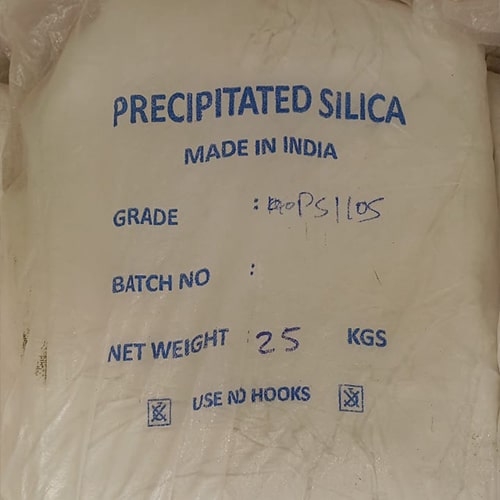 PRECIPITATED SILICA
MADE IN INDIA
GRADE :
BATCH NO :
NET WEIGHT : 25 KGS
USE NO HOOKS